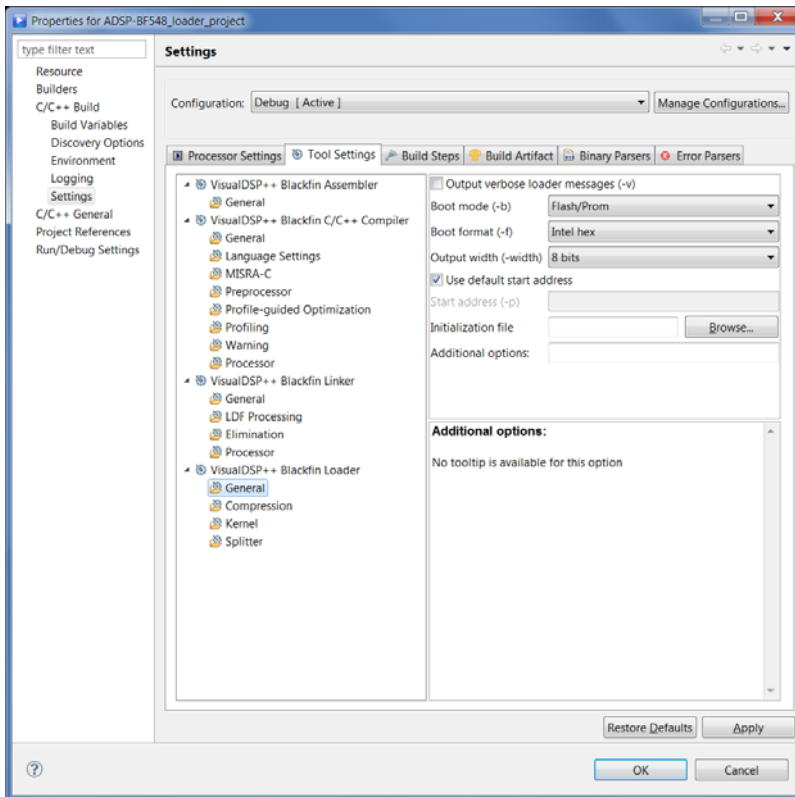 Properties for ADSP-BF548_loader_project
type filter text
Resource
Builders
C/C++ Build
Build Variables
Discovery Options
Environment
Logging
Settings
C/C++ General
Project References
Run/Debug Settings
Settings
Configuration: Debug [ Active ] Manage Configurations...
Processor Settings Tool Settings Build Steps Build Artifact Binary Parsers Error Parsers
VisualDSP++ Blackfin Assembler
General
VisualDSP++ Blackfin C/C++ Compiler
General
Language Settings
MISRA-C
Preprocessor
Profile-guided Optimization
Profiling
Warning
Processor
VisualDSP++ Blackfin Linker
General
LDF Processing
Elimination
Processor
VisualDSP++ Blackfin Loader
General
Compression
Kernel
Splitter
Output verbose loader messages (-v)
Boot mode (-b) Flash/Prom
Boot format (-f) Intel hex
Output width (-width) 8 bits
Use default start address
Start address (-p)
Initialization file Browse...
Additional options:
Additional options:
No tooltip is available for this option
Restore Defaults Apply
? OK Cancel